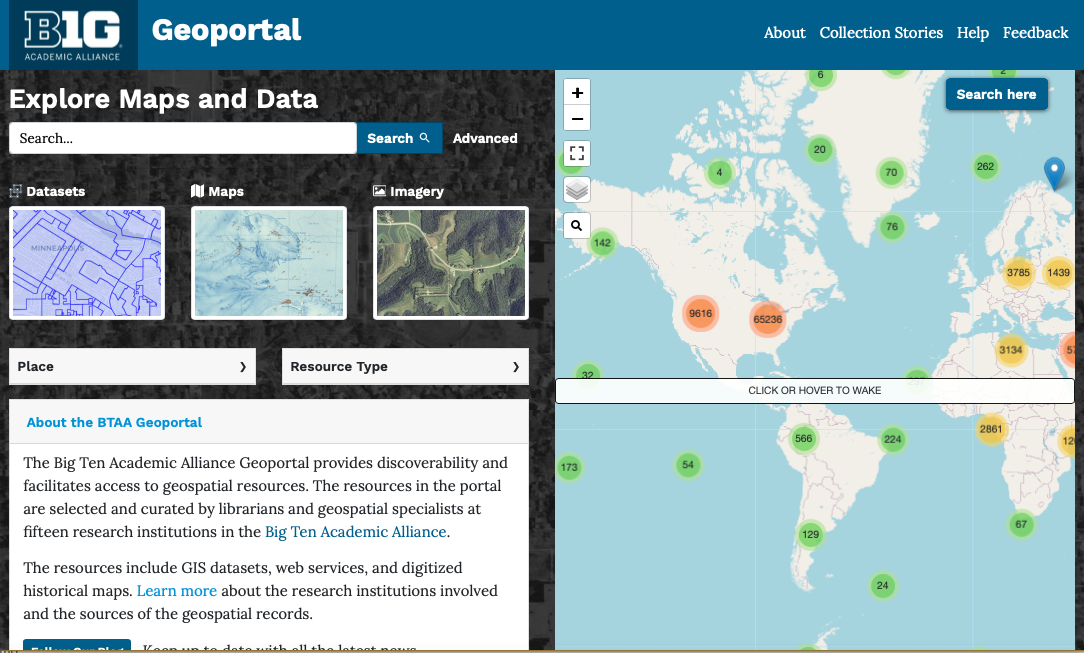 BIG
ACADEMIC ALLIANCE
Geoportal
About
Collection Stories
Help
Feedback
Explore Maps and Data
Search...
Search
Advanced
Datasets
Maps
Imagery
MINNEAPOLIS
Place
Resource Type
About the BTAA Geoportal
The Big Ten Academic Alliance Geoportal provides discoverability and
facilitates access to geospatial resources. The resources in the portal
are selected and curated by librarians and geospatial specialists at
fifteen research institutions in the Big Ten Academic Alliance.
The resources include GIS datasets, web services, and digitized
historical maps. Learn more about the research institutions involved
and the sources of the geospatial records.
Follow Our Blog
Keep up to date with all the latest news
+
−
Search here
6
2
20
4
70
262
76
142
3785
1439
9616
65236
3134
57
32
CLICK OR HOVER TO WAKE
566
224
2861
120
173
54
67
129
24